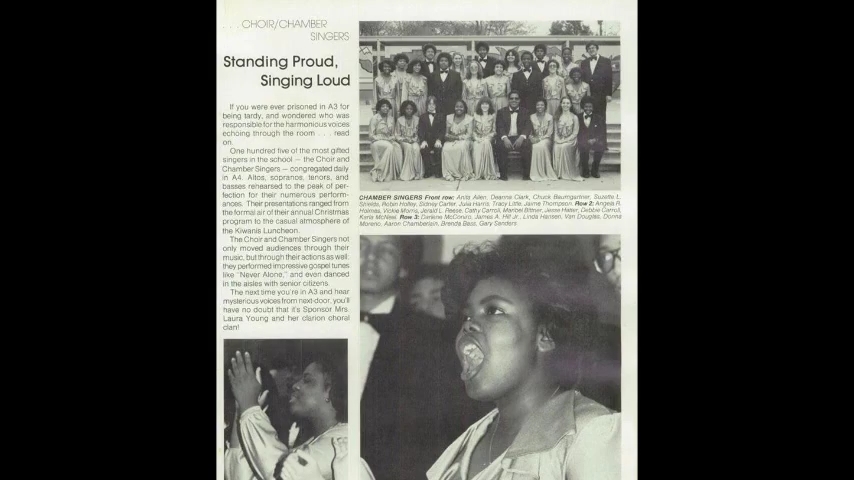 . . . CHOIR/CHAMBER
SINGERS
Standing Proud,
Singing Loud
If you were ever prisoned in A3 for
being tardy, and wondered who was
responsible for the harmonious voices
echoing through the room . . . read
on.
One hundred five of the most gifted
singers in the school — the Choir and
Chamber Singers — congregated daily
in A4. Altos, sopranos, tenors, and
basses rehearsed to the peak of per-
fection for their numerous perform-
ances. Their presentations ranged from
the formal air of their annual Christmas
program to the casual atmosphere of
the Kiwanis Luncheon.
The Choir and Chamber Singers not
only moved audiences through their
music, but through their actions as well;
they performed impressive gospel tunes
like "Never Alone," and even danced
in the aisles with senior citizens.
The next time you're in A3 and hear
mysterious voices from next-door, you'll
have no doubt that it's Sponsor Mrs.
Laura Young and her clarion choral
clan!
CHAMBER SINGERS Front row: Anita Allen, Deanna Clark, Chuck Baumgartner, Suzette L.
Shields, Robin Holley, Sidney Carter, Julia Harris, Tracy Lotte, Jaime Thompson. Row 2: Angela R.
Holmes, Vickie Morris, Jerald L. Reese, Cathy Carroll, Maribel Bittner, Jesse Halter, Debbie Carroll,
Karla McNeel. Row 3: Darlene McConzo, James A. Hill Jr., Linda Hansen, Van Douglas, Donna
Moreno, Aaron Chamberlain, Brenda Bass, Gary Sanders.